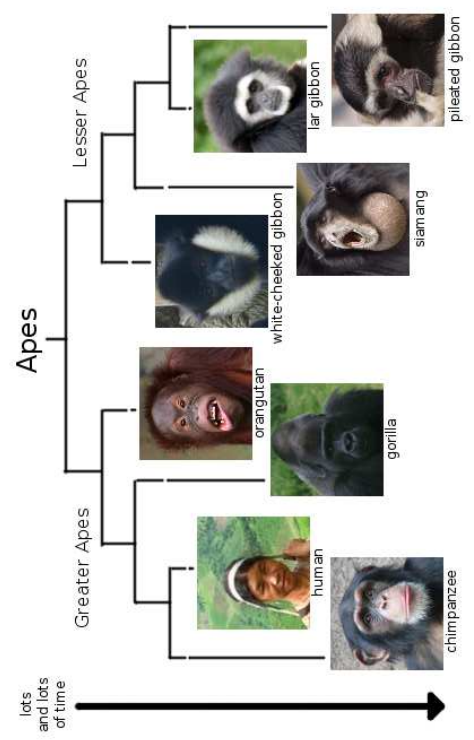 Apes
Greater Apes
Lesser Apes
lots
and lots
of time
chimpanzee
human
gorilla
orangutan
white-cheeked gibbon
siamang
lar gibbon
pileated gibbon